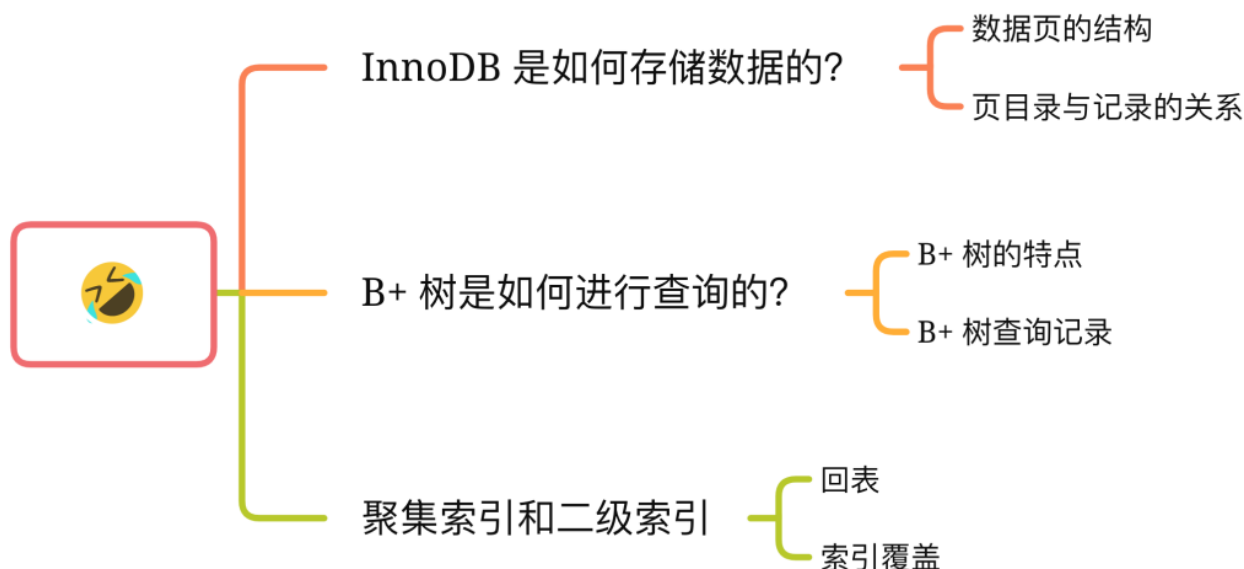 InnoDB 是如何存储数据的?
数据页的结构
页目录与记录的关系
B+ 树是如何进行查询的?
B+ 树的特点
B+ 树查询记录
聚集索引和二级索引
回表
索引覆盖